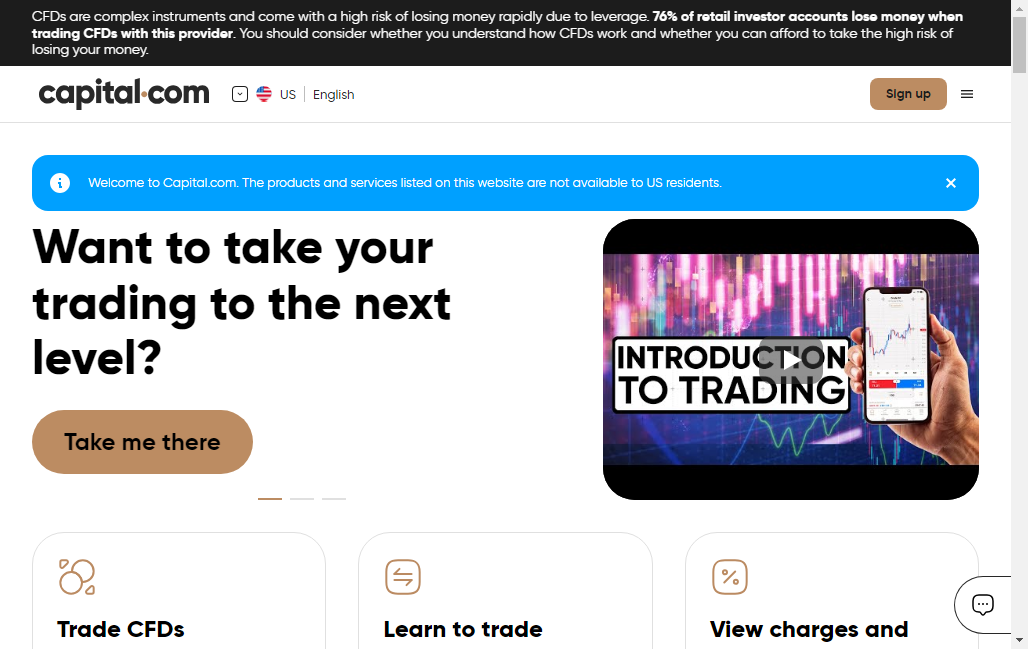 CFDs are complex instruments and come with a high risk of losing money rapidly due to leverage. 76% of retail investor accounts lose money when
trading CFDs with this provider. You should consider whether you understand how CFDs work and whether you can afford to take the high risk of
losing your money.
capital.com
US
English
Sign up
Welcome to Capital.com. The products and services listed on this website are not available to US residents.
Want to take your
trading to the next
level?
Take me there
INTRODUCTION
TO TRADING
Trade CFDs
Learn to trade
View charges and